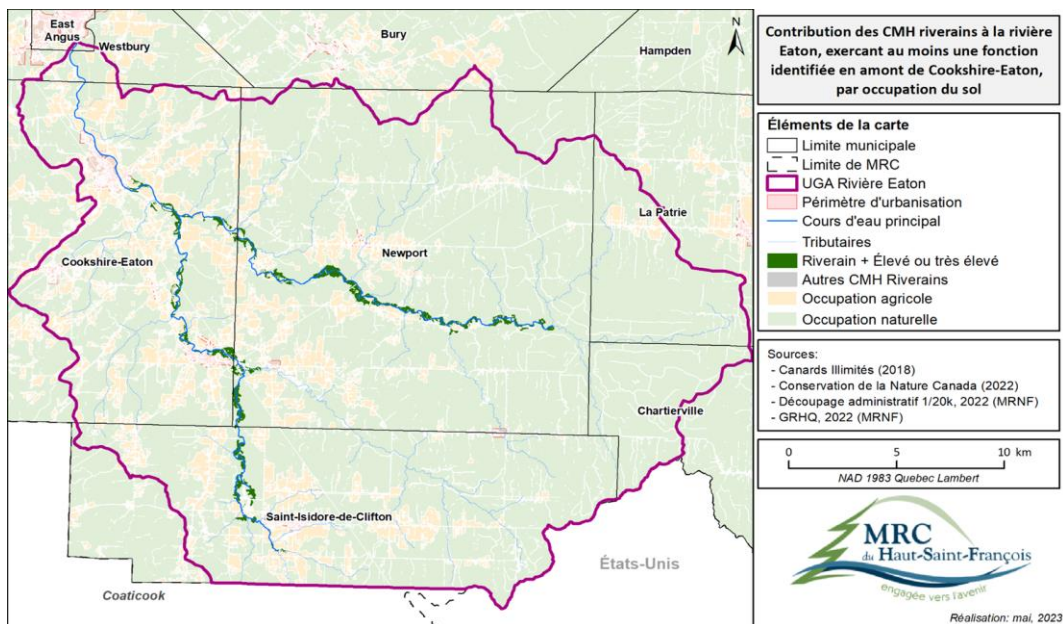 East
Angus
Westbury
Bury
Hampden
N
La Patrie
Newport
Cookshire-Eaton
Chartierville
Saint-Isidore-de-Clifton
États-Unis
Coaticook
Contribution des CMH riverains à la rivière
Eaton, exerçant au moins une fonction
identifiée en amont de Cookshire-Eaton,
par occupation du sol
Éléments de la carte
Limite municipale
Limite de MRC
UGA Rivière Eaton
Périmètre d'urbanisation
Cours d'eau principal
Tributaires
Riverain + Élevé ou très élevé
Autres CMH Riverains
Occupation agricole
Occupation naturelle
Sources:
- Canards Illimités (2018)
- Conservation de la Nature Canada (2022)
- Découpage administratif 1/20k, 2022 (MRNF)
- GRHQ, 2022 (MRNF)
0 5 10 km
NAD 1983 Quebec Lambert
MRC
du Haut-Saint-François
engagée vers l'avenir
Réalisation: mai, 2023